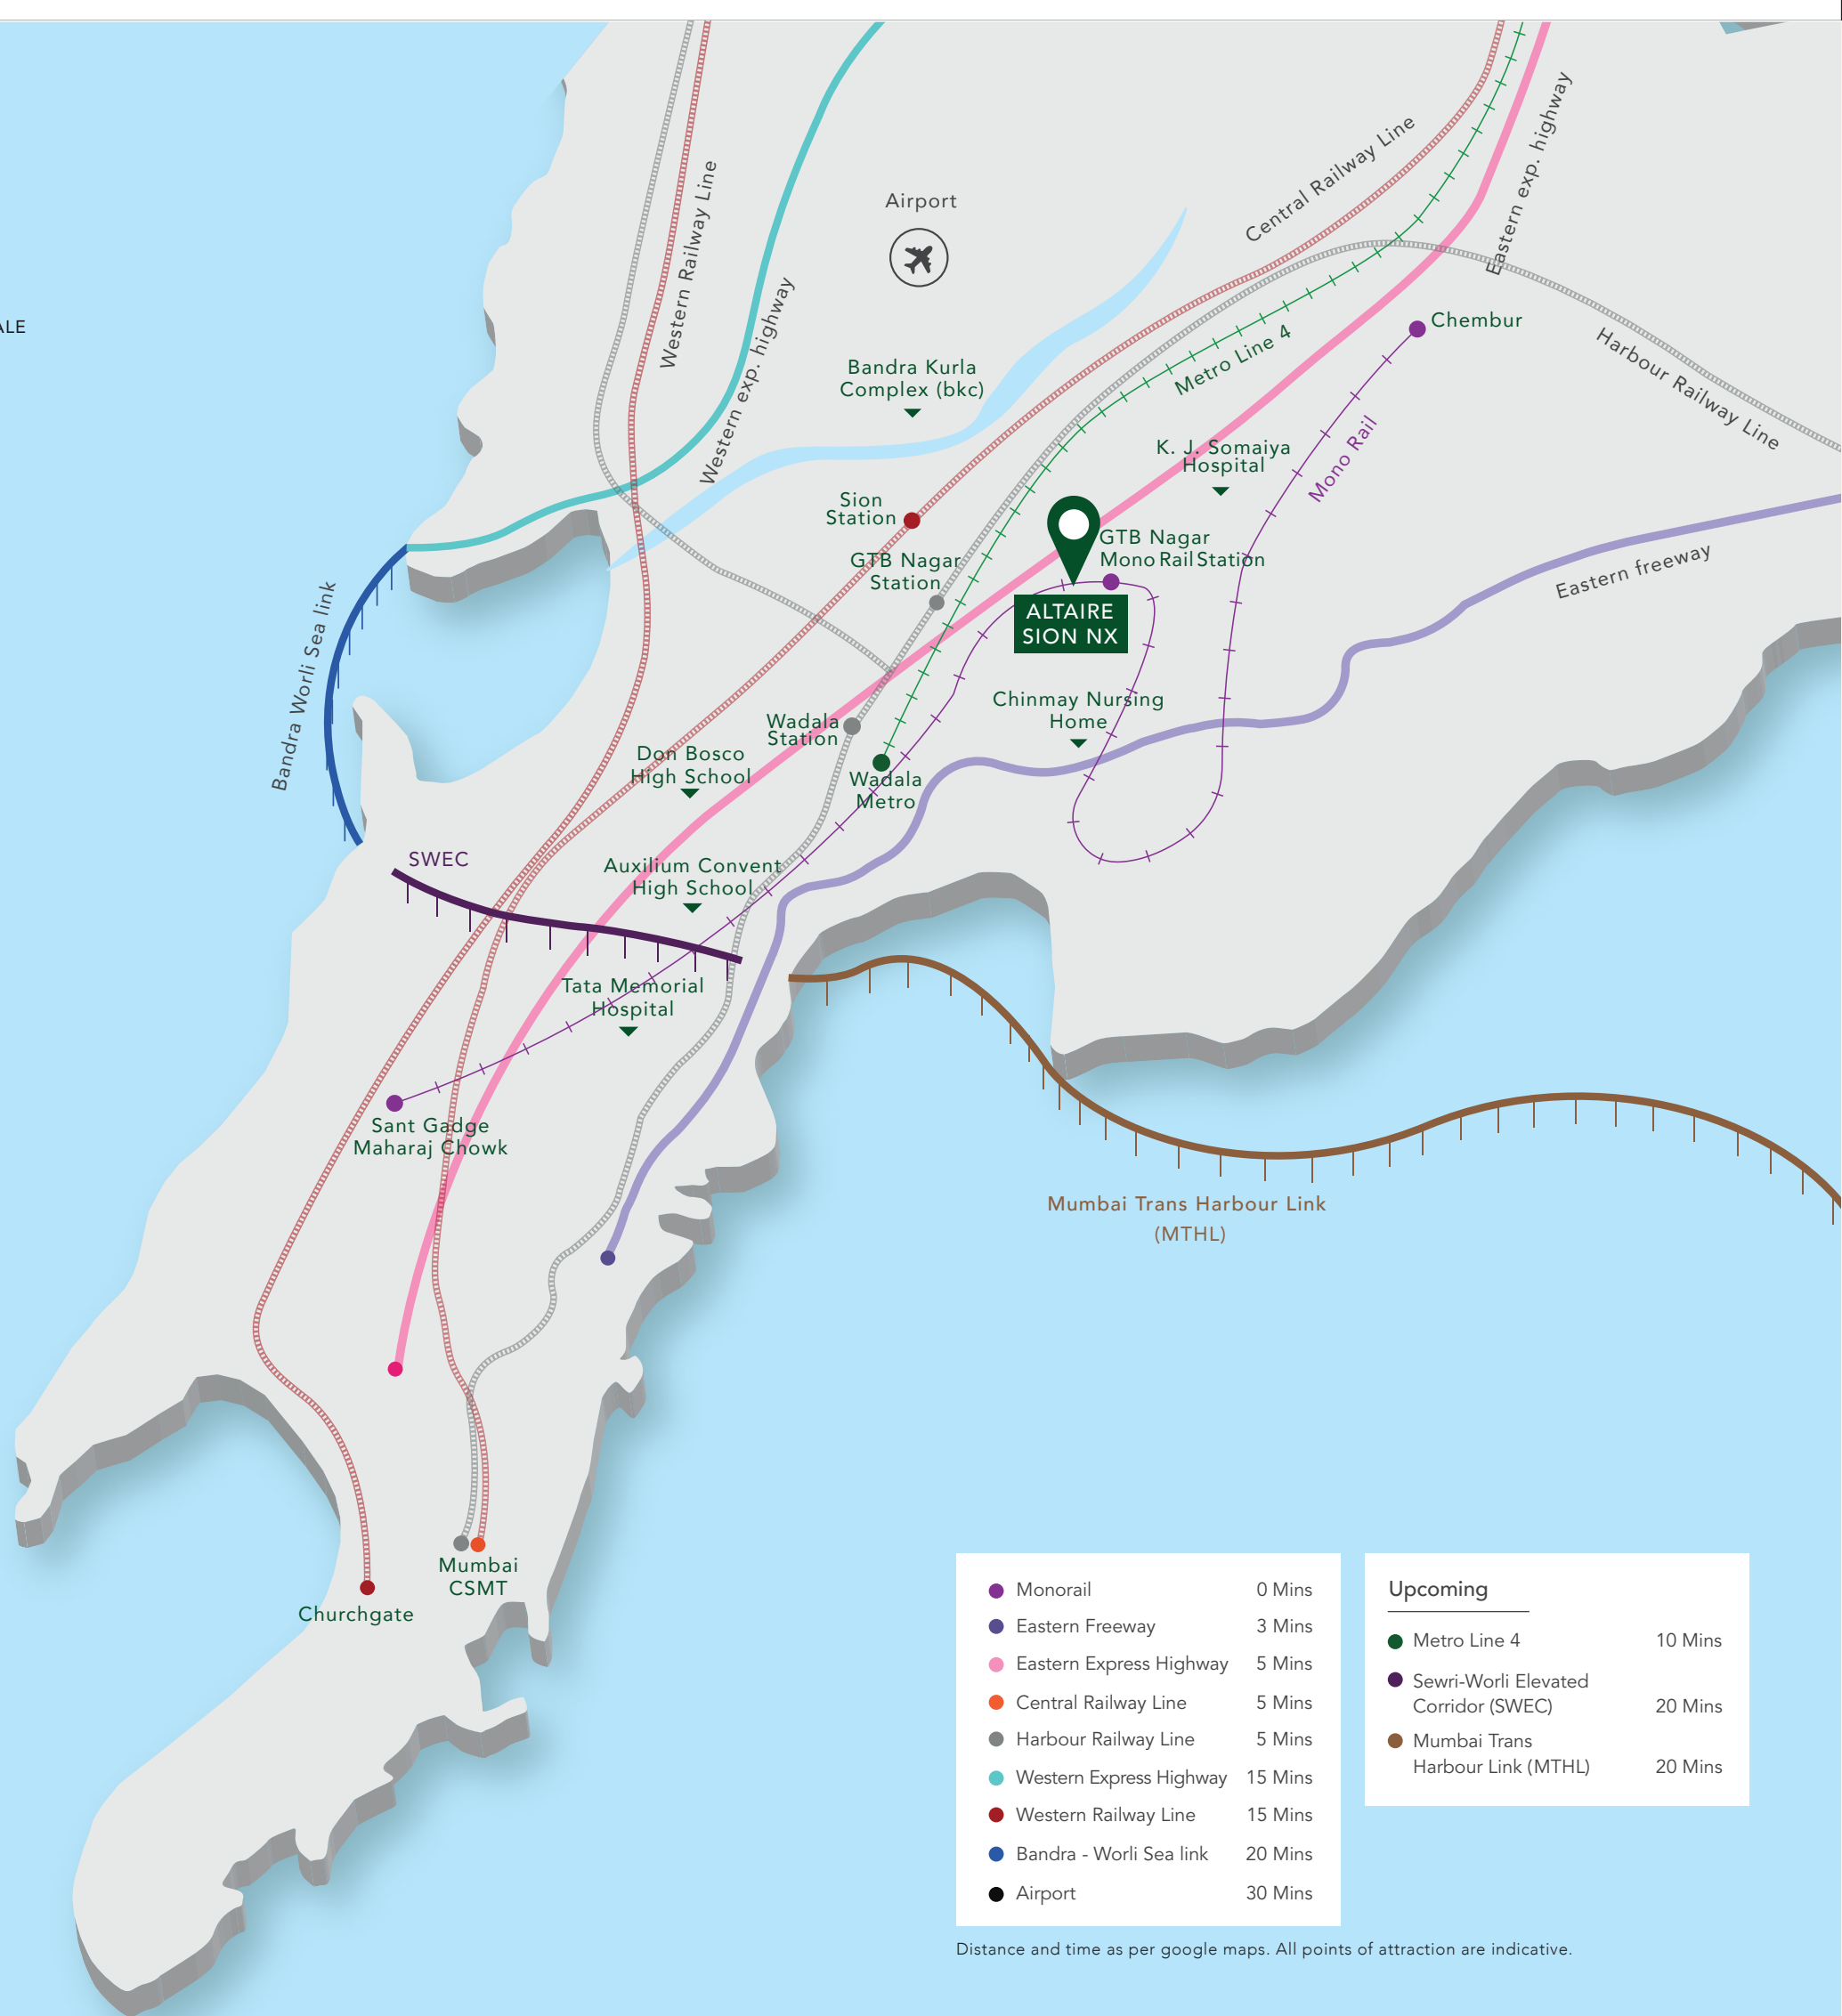 ALE
Western Railway Line
Western exp. highway
Airport
Central Railway Line
Eastern exp. highway
Metro Line 4
Chembur
Harbour Railway Line
Bandra Kurla
Complex (bkc)
K. J. Somaiya
Hospital
Mono Rail
Sion
Station
GTB Nagar
Station
GTB Nagar
Mono Rail Station
Eastern freeway
ALTAIRE
SION NX
Bandra Worli Sea link
Chinmay Nursing
Home
Wadala
Station
Don Bosco
High School
Wadala
Metro
SWEC
Auxilium Convent
High School
Tata Memorial
Hospital
Sant Gadge
Maharaj Chowk
Mumbai Trans Harbour Link
(MTHL)
Mumbai
CSMT
Churchgate
Monorail 0 Mins
Eastern Freeway 3 Mins
Eastern Express Highway 5 Mins
Central Railway Line 5 Mins
Harbour Railway Line 5 Mins
Western Express Highway 15 Mins
Western Railway Line 15 Mins
Bandra - Worli Sea link 20 Mins
Airport 30 Mins
Upcoming
Metro Line 4 10 Mins
Sewri-Worli Elevated
Corridor (SWEC) 20 Mins
Mumbai Trans
Harbour Link (MTHL) 20 Mins
Distance and time as per google maps. All points of attraction are indicative.